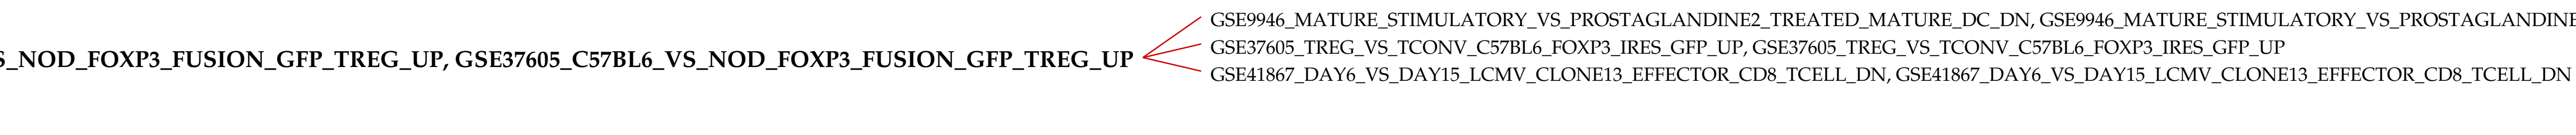 GSE9946_MATURE_STIMULATORY_VS_PROSTAGLANDINE2_TREATED_MATURE_DC_DN, GSE9946_MATURE_STIMULATORY_VS_PROSTAGLANDINE
S_NOD_FOXP3_FUSION_GFP_TREG_UP, GSE37605_C57BL6_VS_NOD_FOXP3_FUSION_GFP_TREG_UP
GSE37605_TREG_VS_TCONV_C57BL6_FOXP3_IRES_GFP_UP, GSE37605_TREG_VS_TCONV_C57BL6_FOXP3_IRES_GFP_UP
GSE41867_DAY6_VS_DAY15_LCMV_CLONE13_EFFECTOR_CD8_TCELL_DN, GSE41867_DAY6_VS_DAY15_LCMV_CLONE13_EFFECTOR_CD8_TCELL_DN